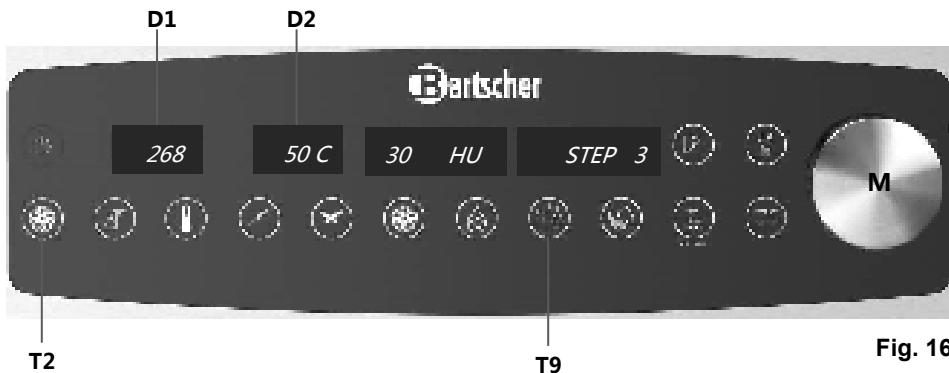 D1 D2
Bartscher
268 50 C 30 HU STEP 3
M
T2 T9 Fig. 16